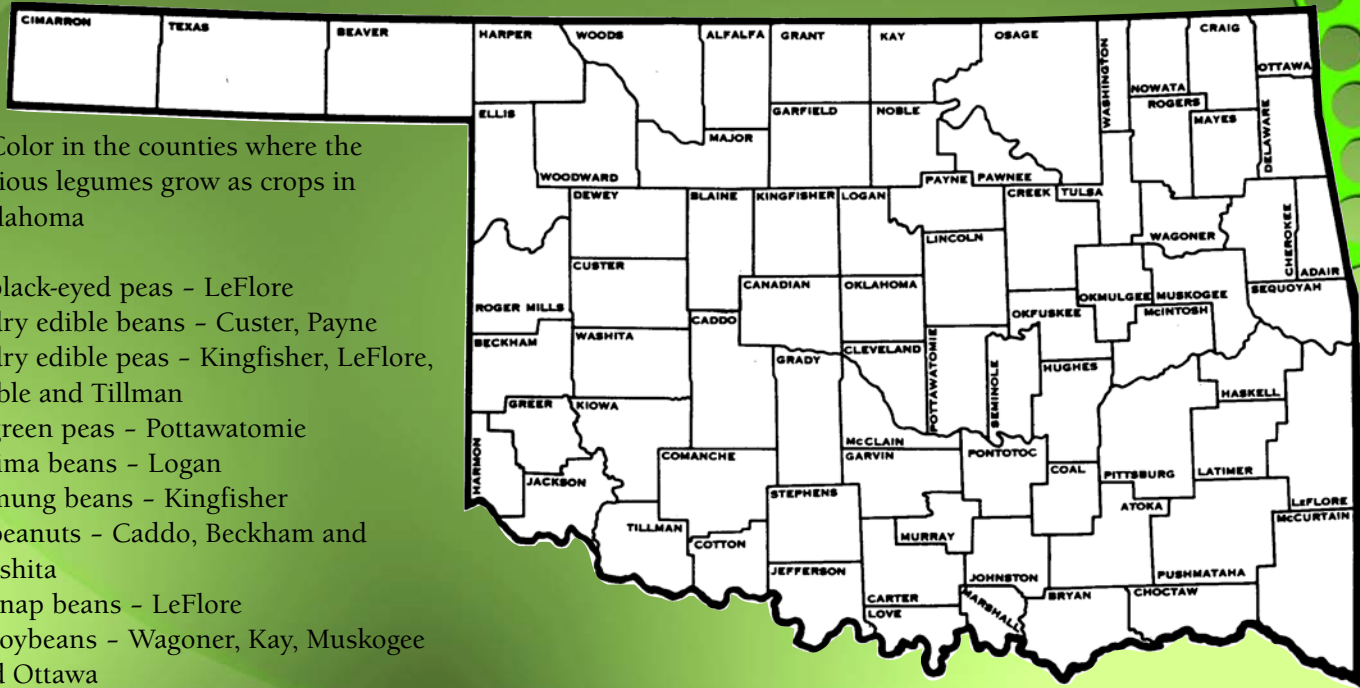 Color in the counties where the
ious legumes grow as crops in
lahoma
black-eyed peas – LeFlore
dry edible beans – Custer, Payne
dry edible peas – Kingfisher, LeFlore,
ble and Tillman
green peas – Pottawatomie
ima beans – Logan
mung beans – Kingfisher
peanuts – Caddo, Beckham and
shita
nap beans – LeFlore
oybeans – Wagoner, Kay, Muskogee
d Ottawa
CIMARRON
TEXAS
BEAVER
HARPER
WOODS
ALFALFA
GRANT
KAY
OSAGE
WASHINGTON
NOWATA
CRAIG
OTTAWA
ELLIS
WOODWARD
MAJOR
GARFIELD
NOBLE
ROGERS
MAYES
DELAWARE
DEWEY
BLAINE
KINGFISHER
LOGAN
PAYNE
PAWNEE
CREEK
TULSA
LINCOLN
WAGONER
CHEROKEE
ADAIR
ROGER MILLS
CUSTER
CANADIAN
OKLAHOMA
OKFUSKEE
OKMULGEE
MUSKOGEE
McINTOSH
SEQUOYAH
BECKHAM
WASHITA
CADDO
GRADY
CLEVELAND
POTTAWATOMIE
SEMINOLE
HUGHES
HASKELL
HARMON
GREER
KIOWA
JACKSON
COMANCHE
McCLAIN
GARVIN
PONTOTOC
COAL
PITTSBURG
LATIMER
LeFLORE
TILLMAN
COTTON
STEPHENS
MURRAY
ATOKA
McCURTAIN
JEFFERSON
CARTER
LOVE
JOHNSTON
MARSHALL
BRYAN
PUSHMATAHA
CHOCTAW